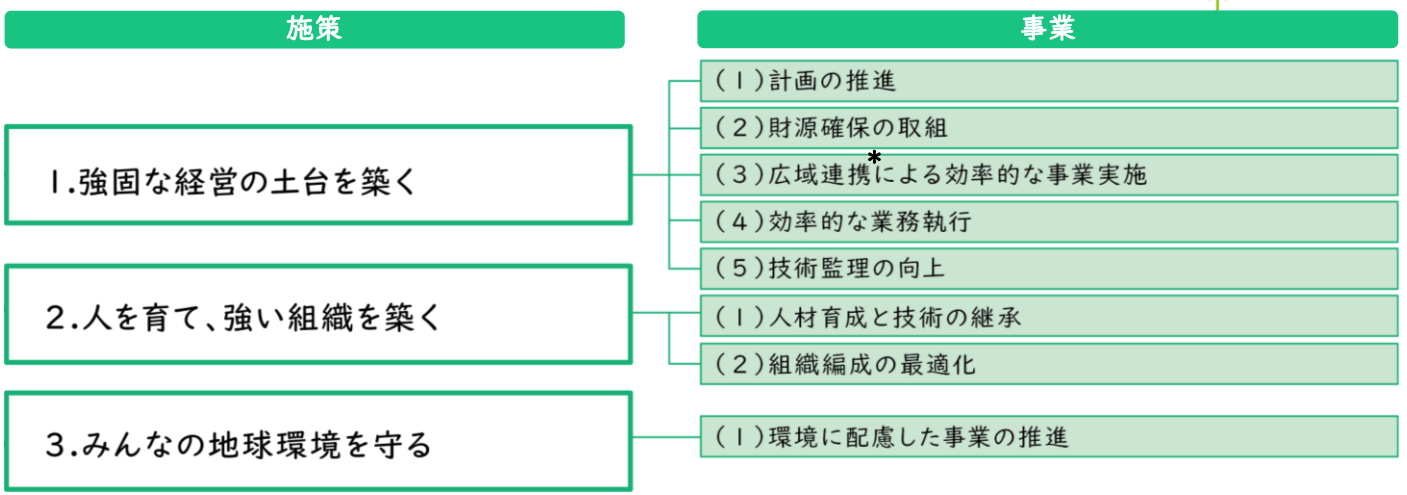 施策
事業
1.強固な経営の土台を築く
(1)計画の推進
(2)財源確保の取組
(3)広域連携*による効率的な事業実施
(4)効率的な業務執行
(5)技術監理の向上
2.人を育て、強い組織を築く
(1)人材育成と技術の継承
(2)組織編成の最適化
3.みんなの地球環境を守る
(1)環境に配慮した事業の推進